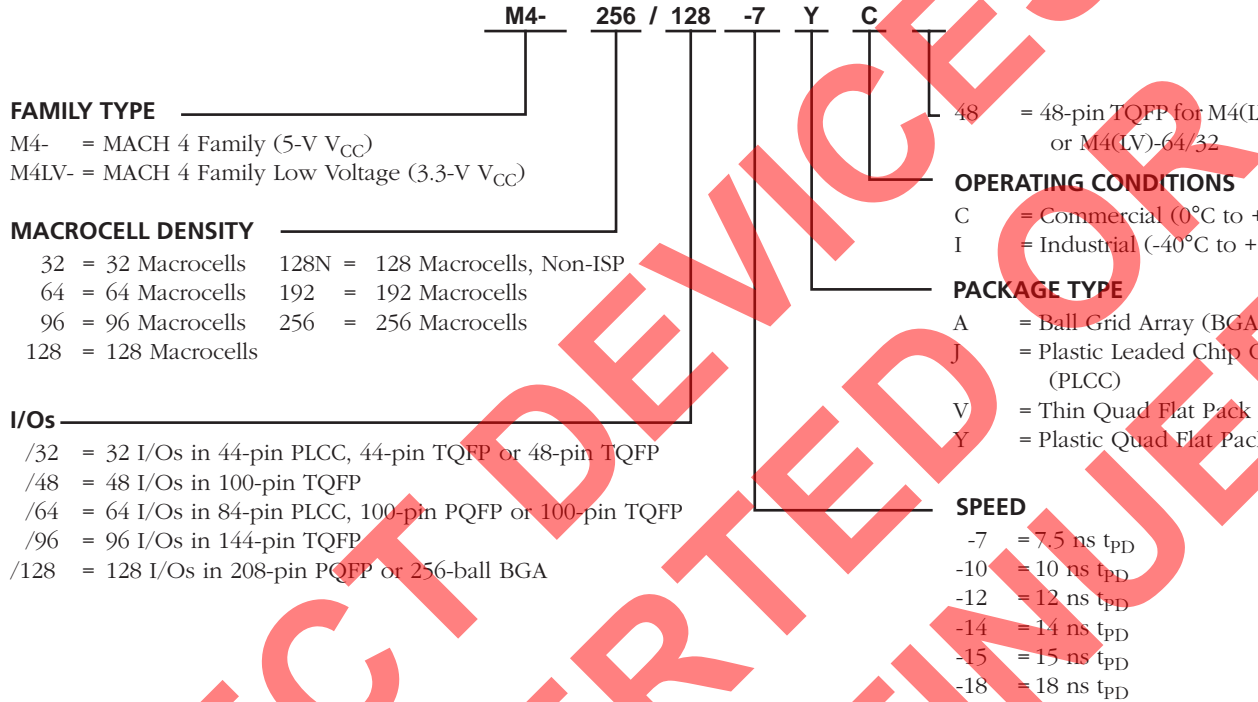 M4- 256 / 128 -7 Y C
FAMILY TYPE
M4- = MACH 4 Family (5-V VCC)
M4LV- = MACH 4 Family Low Voltage (3.3-V VCC)
MACROCELL DENSITY
32 = 32 Macrocells 128N = 128 Macrocells, Non-ISP
64 = 64 Macrocells 192 = 192 Macrocells
96 = 96 Macrocells 256 = 256 Macrocells
128 = 128 Macrocells
I/Os
/32 = 32 I/Os in 44-pin PLCC, 44-pin TQFP or 48-pin TQFP
/48 = 48 I/Os in 100-pin TQFP
/64 = 64 I/Os in 84-pin PLCC, 100-pin PQFP or 100-pin TQFP
/96 = 96 I/Os in 144-pin TQFP
/128 = 128 I/Os in 208-pin PQFP or 256-ball BGA
48 = 48-pin TQFP for
or M4(LV)-64/32
OPERATING CONDITIONS
C = Commercial (0°C to +
I = Industrial (-40°C to +
PACKAGE TYPE
A = Ball Grid Array (BGA
J = Plastic Leaded Chip
(PLCC)
V = Thin Quad Flat Pack
Y = Plastic Quad Flat
SPEED
-7 = 7.5 ns tPD
-10 = 10 ns tPD
-12 = 12 ns tPD
-14 = 14 ns tPD
-15 = 15 ns tPD
-18 = 18 ns tPD